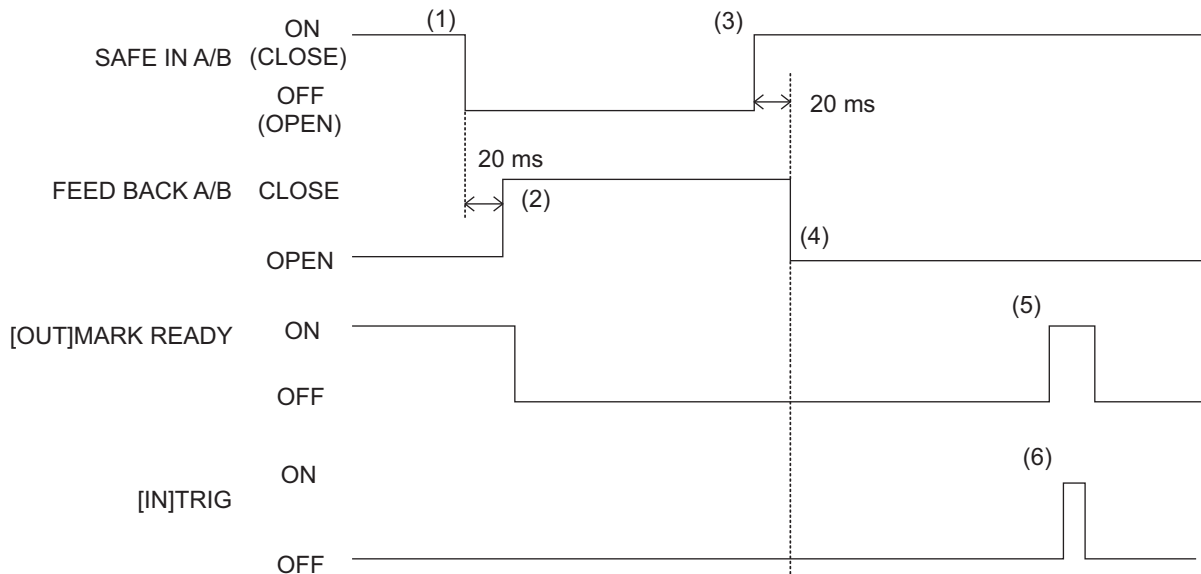 (1)
(3)
SAFE IN A/B
ON
(CLOSE)
OFF
(OPEN)
20 ms
20 ms
FEED BACK A/B
CLOSE
(2)
(4)
OPEN
(5)
[OUT]MARK READY
ON
OFF
(6)
[IN]TRIG
ON
OFF